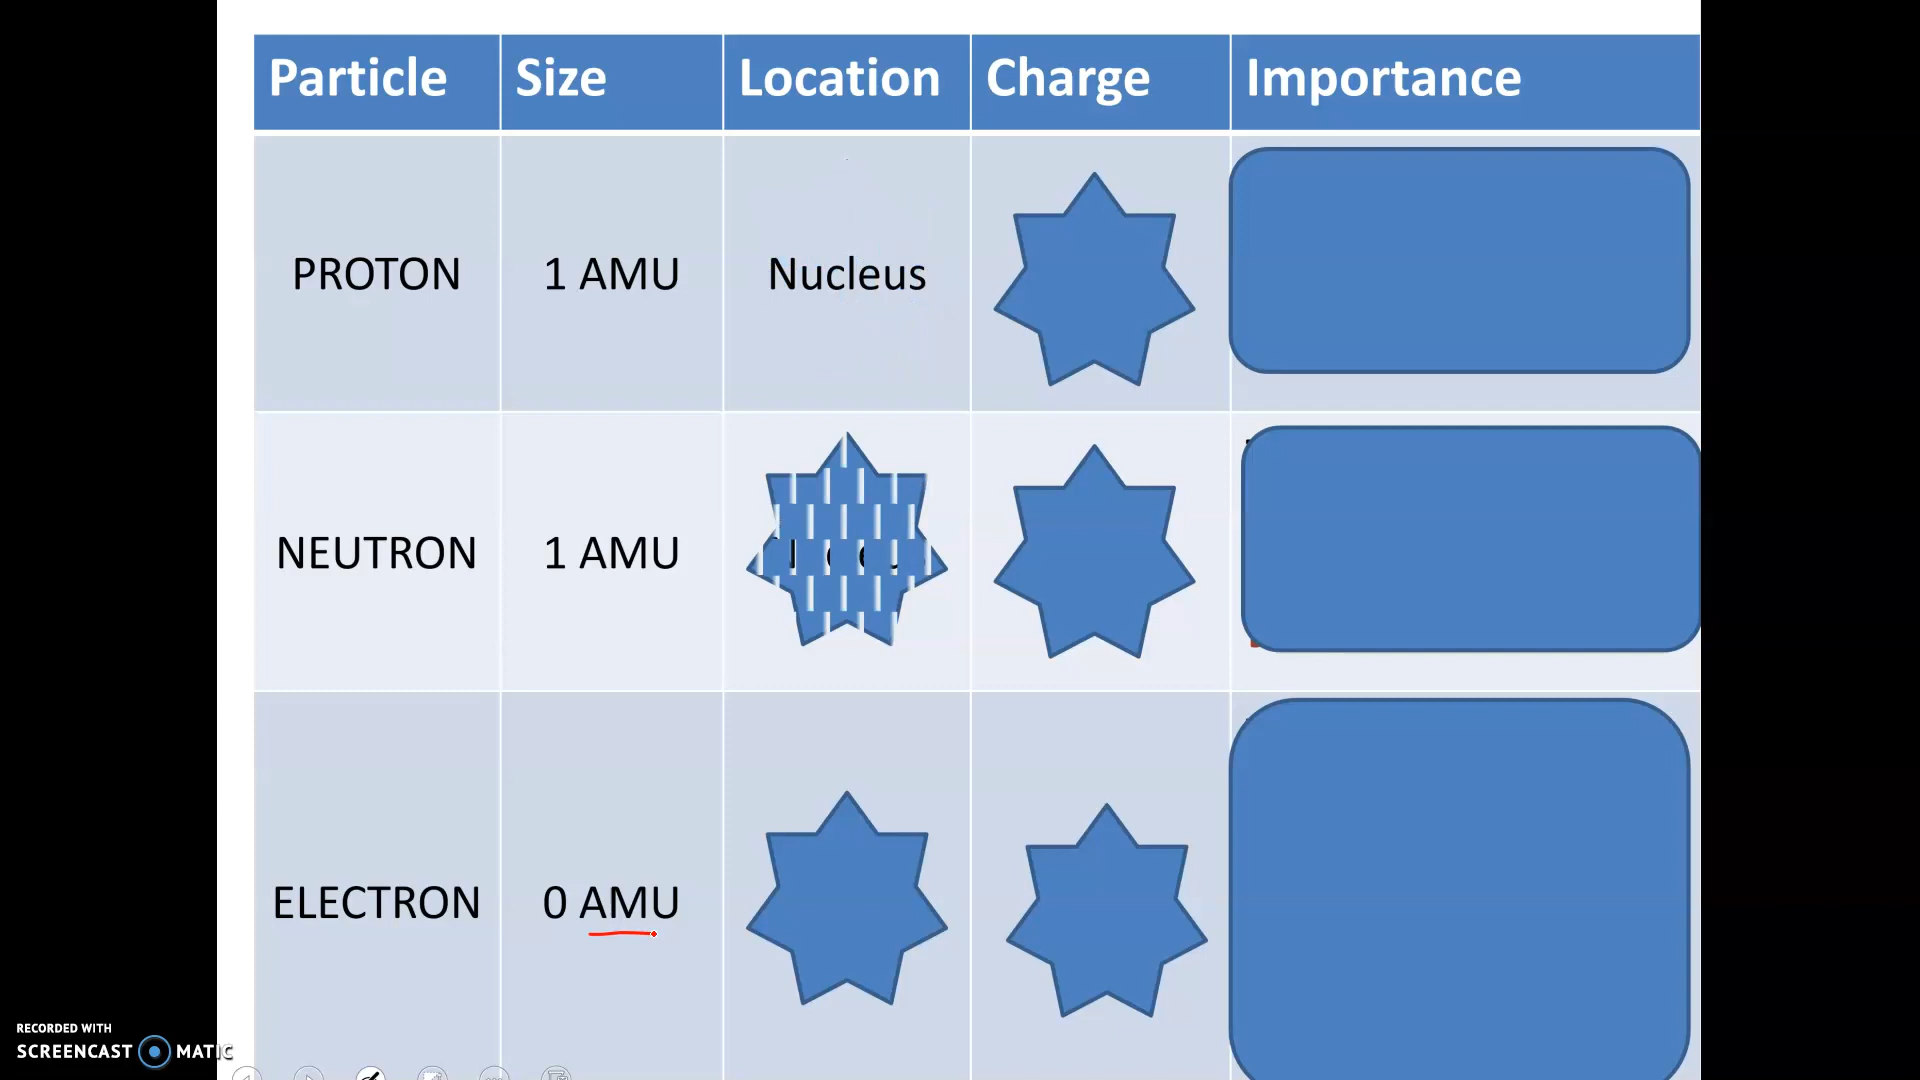 Particle Size Location Charge Importance
PROTON 1 AMU Nucleus
NEUTRON 1 AMU
ELECTRON 0 AMU
RECORDED WITH
SCREENCAST MATIC